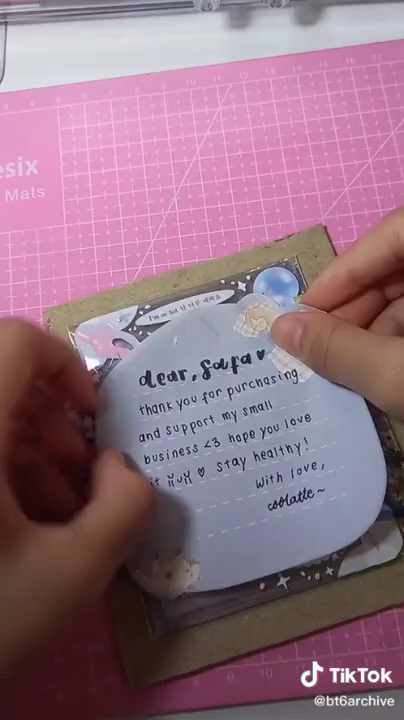 esix
Mats
dear, Salfa ♥
thank you for purchasing
and support my small
business <3 hope you love
it ♥ stay healthy!
With love,
coolatte~
TikTok
@bt6archive